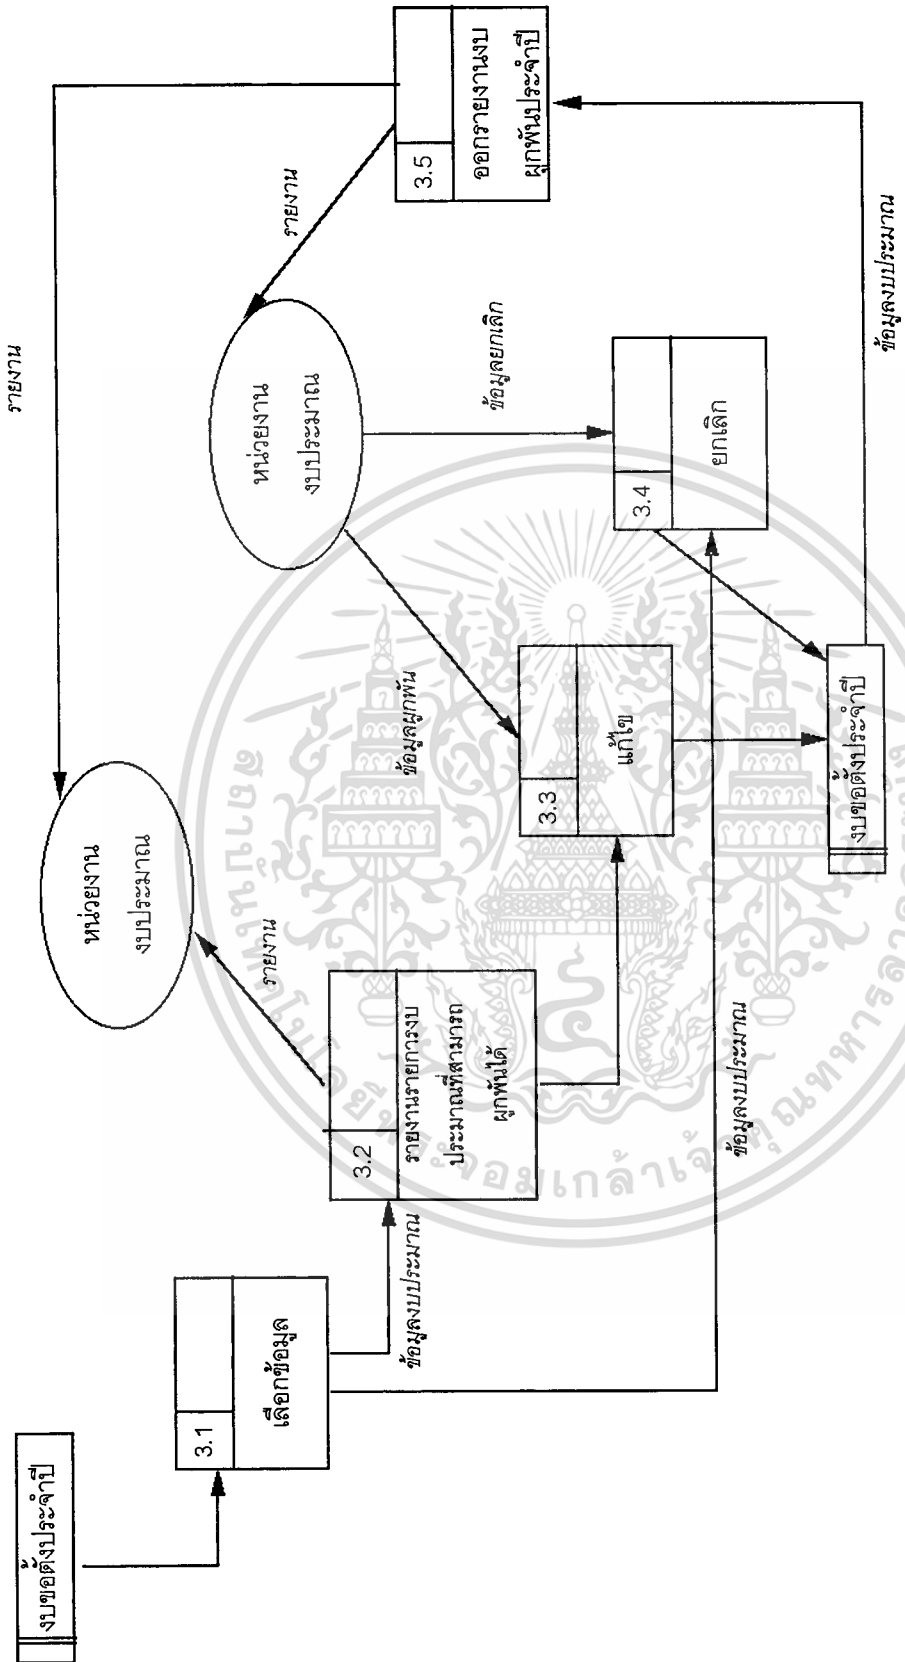 งบขอตั้งประจำปี
3.1
เลือกข้อมูล
ข้อมูลงบประมาณ
3.2
รายงานรายการงบ
ประมาณที่สามารถ
ผูกพันได้
รายงาน
หน่วยงาน
งบประมาณ
รายงาน
ข้อมูลงบประมาณ
3.3
แก้ไข
ข้อมูลผูกพัน
หน่วยงาน
งบประมาณ
ข้อมูลยกเลิก
3.4
ยกเลิก
รายงาน
3.5
ออกรายงานงบ
ผูกพันประจำปี
งบขอตั้งประจำปี
ข้อมูลงบประมาณ